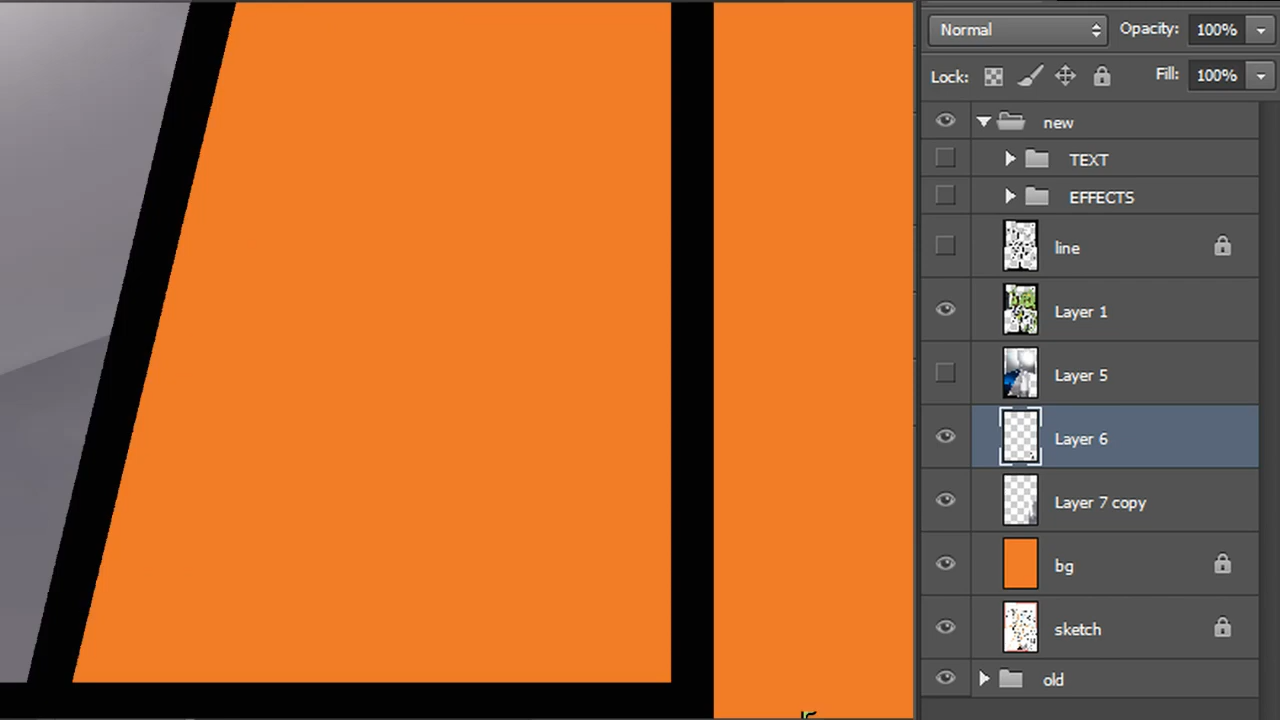 Normal Opacity: 100%
Lock: Fill: 100%
new
TEXT
EFFECTS
line
Layer 1
Layer 5
Layer 6
Layer 7 copy
bg
sketch
old